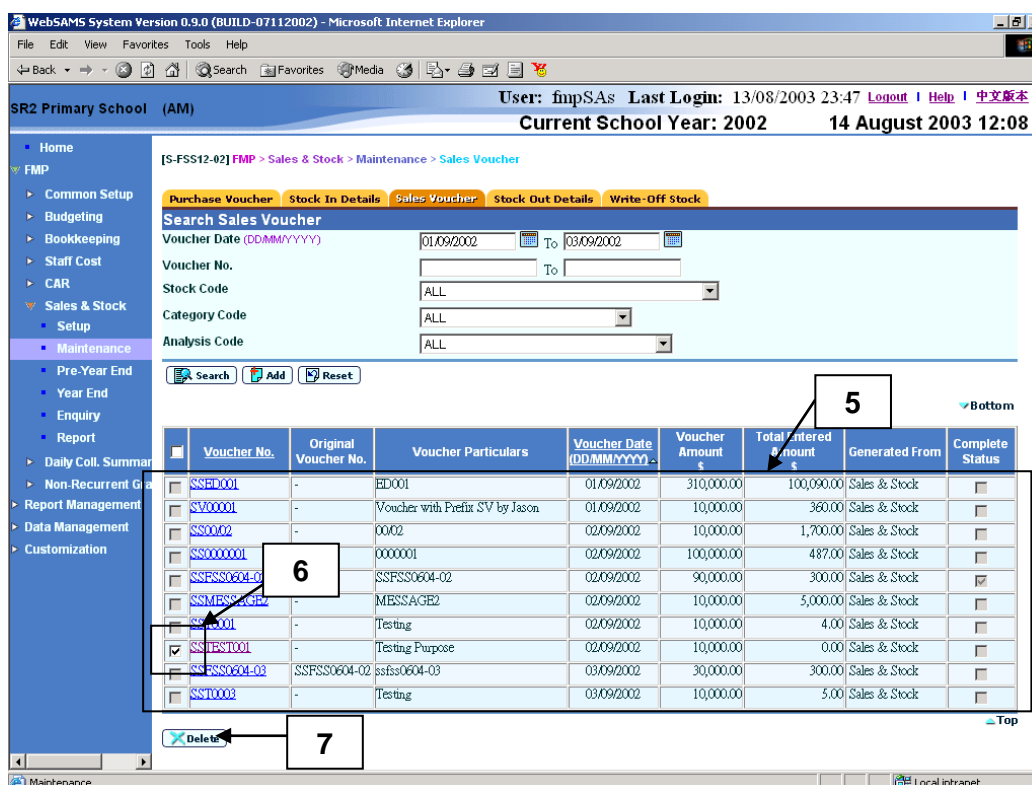 WebSAMS System Version 0.9.0 (BUILD-07112002) - Microsoft Internet Explorer
File Edit View Favorites Tools Help
Back Search Favorites Media
SR2 Primary School (AM)
User: fmpSAs Last Login: 13/08/2003 23:47 Logout | Help | 中文版本
Current School Year: 2002 14 August 2003 12:08
Home
FMP
Common Setup
Budgeting
Bookkeeping
Staff Cost
CAR
Sales & Stock
Setup
Maintenance
Pre-Year End
Year End
Enquiry
Report
Daily Coll. Summar
Non-Recurrent Gra
Report Management
Data Management
Customization
[S-FSS12-02] FMP > Sales & Stock > Maintenance > Sales Voucher
Purchase Voucher Stock In Details Sales Voucher Stock Out Details Write-Off Stock
Search Sales Voucher
Voucher Date (DD/MM/YYYY) 01/09/2002 To 03/09/2002
Voucher No. To
Stock Code ALL
Category Code ALL
Analysis Code ALL
Search Add Reset
5
Bottom
Voucher No. Original Voucher No. Voucher Particulars Voucher Date (DD/MM/YYYY) Voucher Amount $ Total Entered Amount $ Generated From Complete Status
SSED001 - ED001 01/09/2002 310,000.00 100,090.00 Sales & Stock
SV00001 - Voucher with Prefix SV by Jason 01/09/2002 10,000.00 360.00 Sales & Stock
SS00/02 - 00/02 02/09/2002 10,000.00 1,700.00 Sales & Stock
SS0000001 - 0000001 02/09/2002 100,000.00 487.00 Sales & Stock
6
SSFSS0604-0 SSFSS0604-02 02/09/2002 90,000.00 300.00 Sales & Stock
SSMESSAGE2 - MESSAGE2 02/09/2002 10,000.00 5,000.00 Sales & Stock
- Testing 02/09/2002 10,000.00 4.00 Sales & Stock
SSTEST001 - Testing Purpose 02/09/2002 10,000.00 0.00 Sales & Stock
SSFSS0604-03 SSFSS0604-02 ssfss0604-03 03/09/2002 30,000.00 300.00 Sales & Stock
SST0003 - Testing 03/09/2002 10,000.00 5.00 Sales & Stock
Top
Delete
7
Maintenance Local intranet